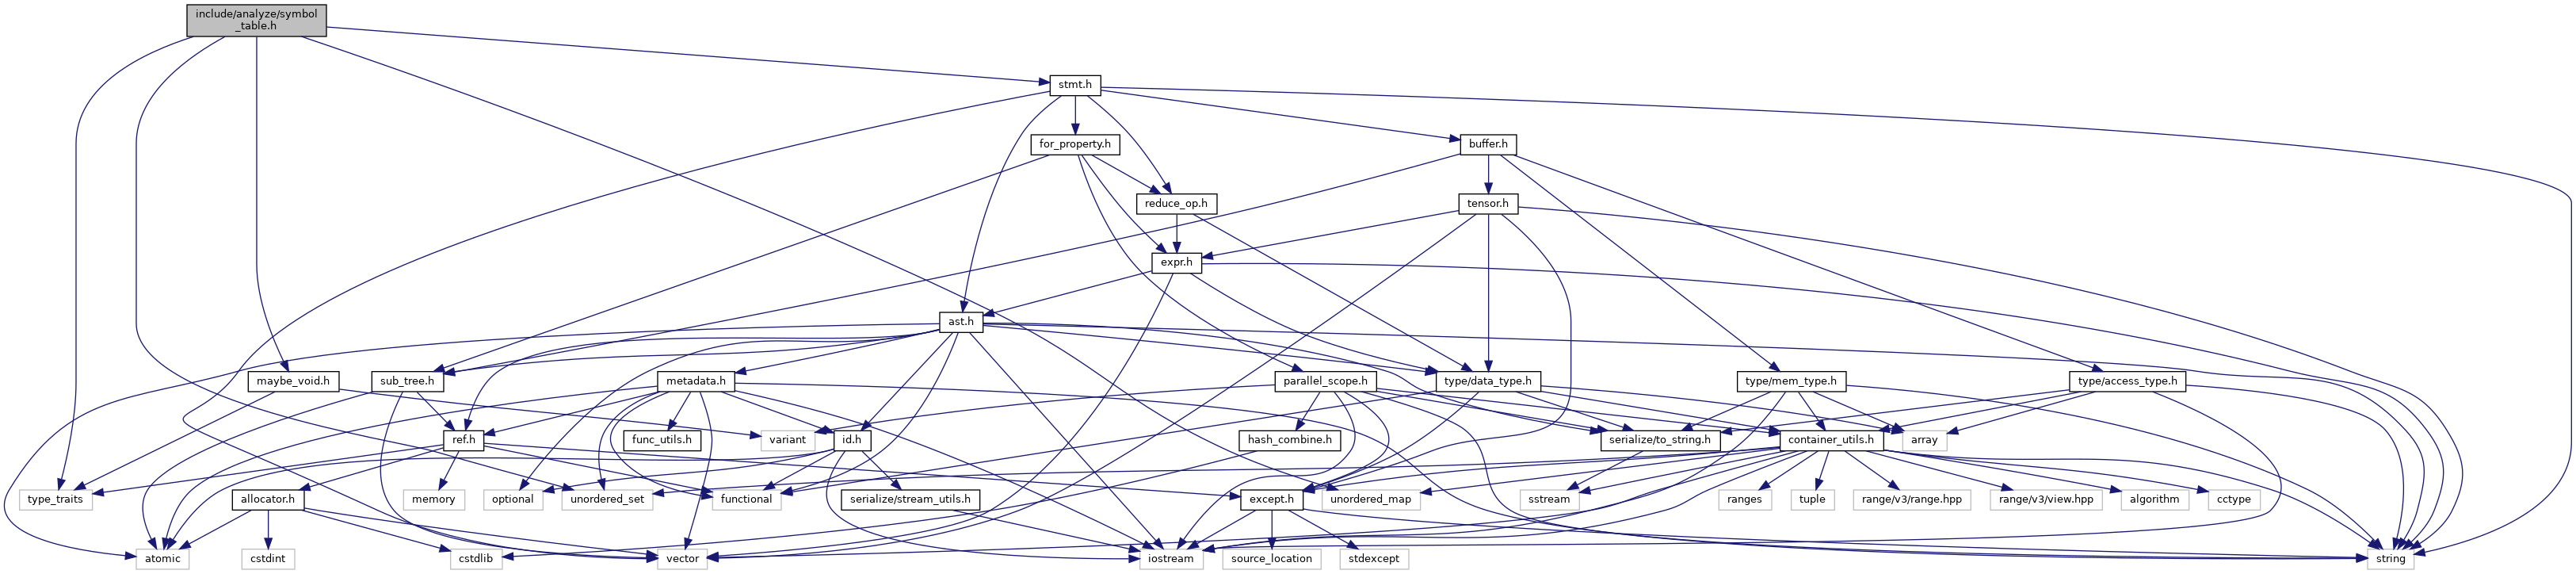 include/analyze/symbol
_table.h
stmt.h
for_property.h
buffer.h
reduce_op.h
tensor.h
expr.h
ast.h
maybe_void.h
sub_tree.h
metadata.h
parallel_scope.h
type/data_type.h
type/mem_type.h
type/access_type.h
ref.h
func_utils.h
variant
id.h
hash_combine.h
serialize/to_string.h
container_utils.h
array
type_traits
allocator.h
memory
optional
unordered_set
functional
serialize/stream_utils.h
except.h
unordered_map
sstream
ranges
tuple
range/v3/range.hpp
range/v3/view.hpp
algorithm
cctype
atomic
cstdint
cstdlib
vector
iostream
source_location
stdexcept
string